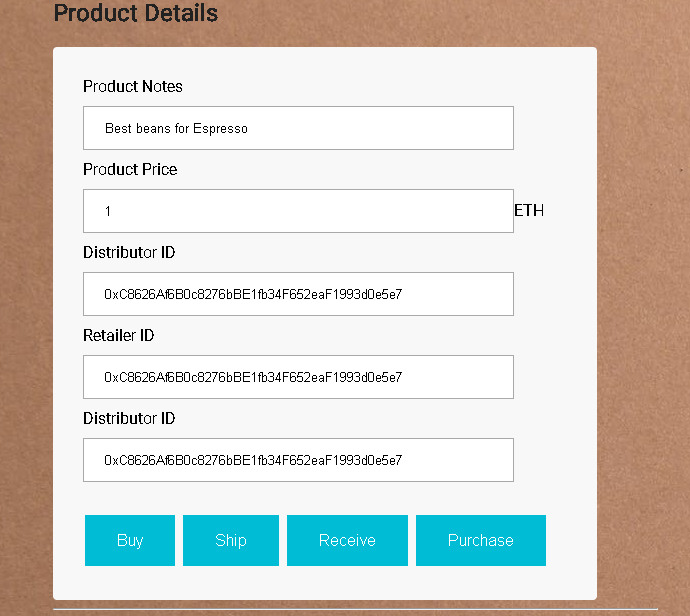 Product Details
Product Notes
Best beans for Espresso
Product Price
1
ETH
Distributor ID
0xC8626Af6B0c8276bBE1fb34F652eaF1993d0e5e7
Retailer ID
0xC8626Af6B0c8276bBE1fb34F652eaF1993d0e5e7
Distributor ID
0xC8626Af6B0c8276bBE1fb34F652eaF1993d0e5e7
Buy
Ship
Receive
Purchase